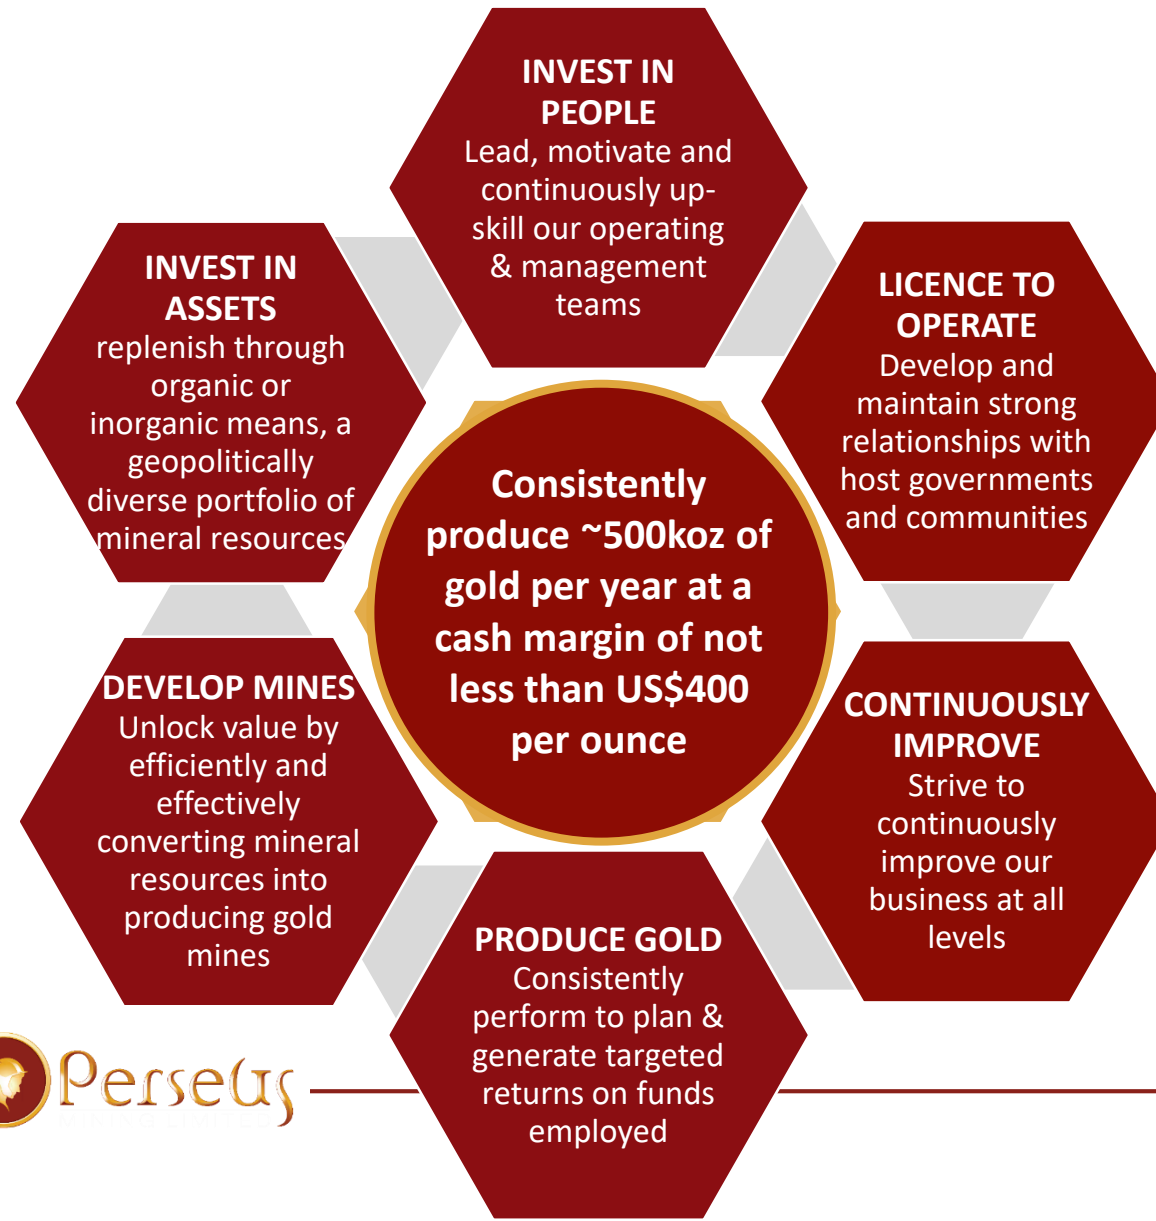 INVEST IN
PEOPLE
Lead, motivate and
continuously up-
skill our operating
& management
teams
LICENCE TO
OPERATE
Develop and
maintain strong
relationships with
host governments
and communities
CONTINUOUSLY
IMPROVE
Strive to
continuously
improve our
business at all
levels
PRODUCE GOLD
Consistently
perform to plan &
generate targeted
returns on funds
employed
DEVELOP MINES
Unlock value by
efficiently and
effectively
converting mineral
resources into
producing gold
mines
INVEST IN
ASSETS
replenish through
organic or
inorganic means, a
geopolitically
diverse portfolio of
mineral resources
Consistently
produce ~500koz of
gold per year at a
cash margin of not
less than US$400
per ounce
Perseus